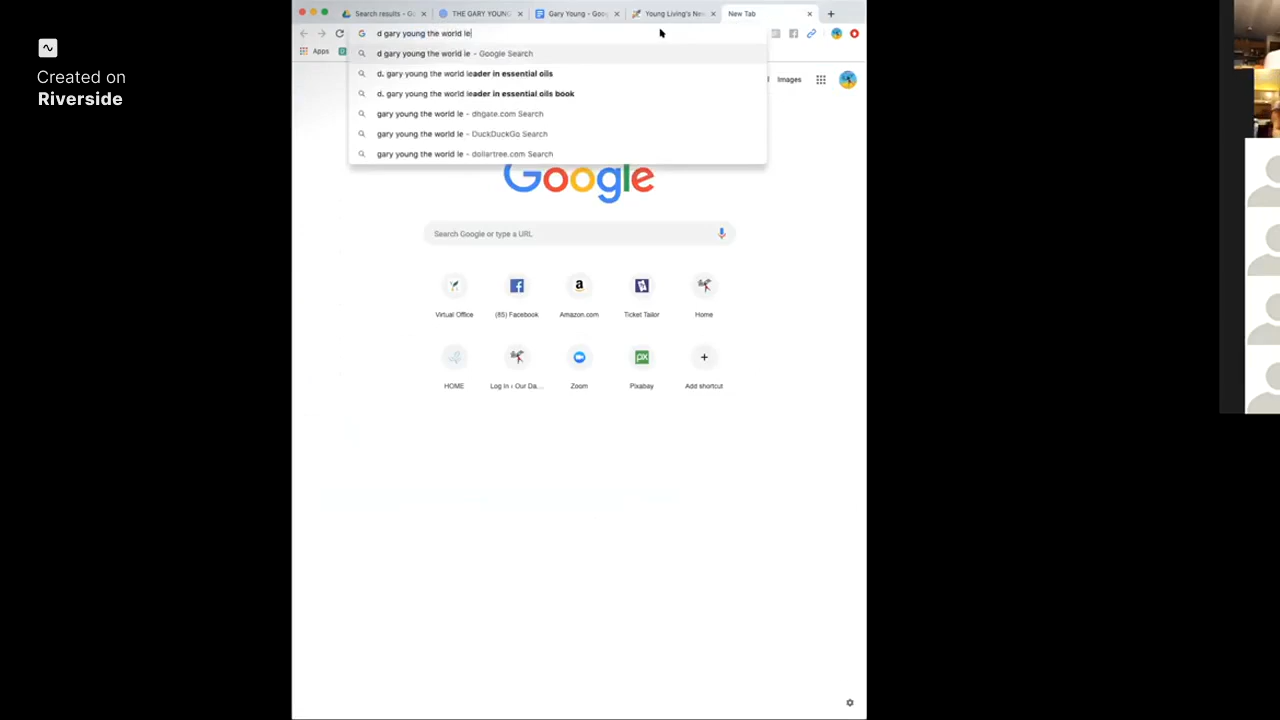 Created on
Riverside
Search results - Go
THE GARY YOUNG
Gary Young - Goog
Young Living's New
New Tab
d gary young the world le
Apps
d gary young the world le - Google Search
d. gary young the world leader in essential oils
d. gary young the world leader in essential oils book
gary young the world le - dhgate.com Search
gary young the world le - DuckDuckGo Search
gary young the world le - dollartree.com Search
Images
Google
Search Google or type a URL
Virtual Office
(85) Facebook
Amazon.com
Ticket Tailor
Home
HOME
Log In ‹ Our Da...
Zoom
Pixabay
Add shortcut